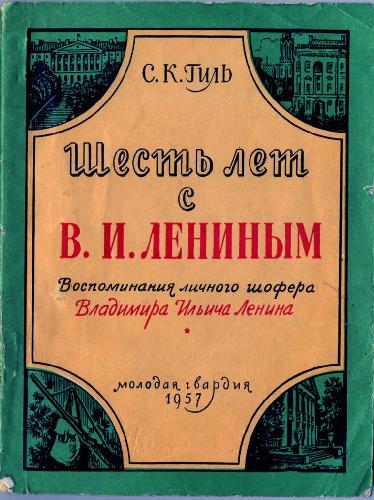 С. К. Гиль
Шесть лет
с
В. И. ЛЕНИНЫМ
Воспоминания личного шофера
Владимира Ильича Ленина
молодая гвардия
1957